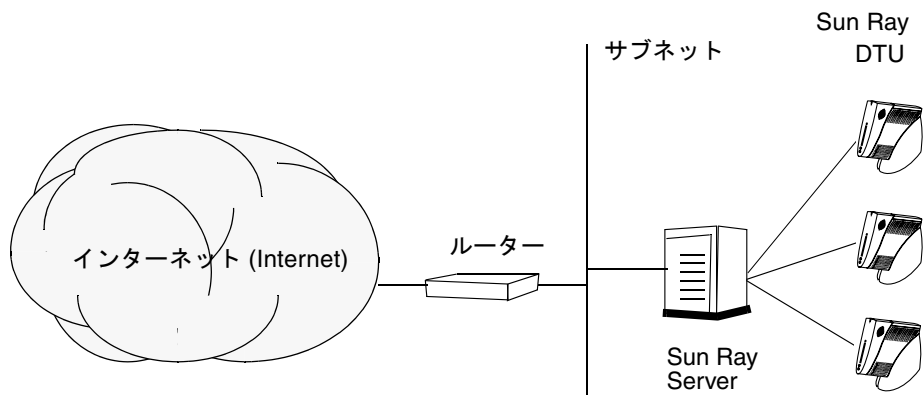 Sun Ray
DTU
サブネット
ルーター
インターネット (Internet)
Sun Ray
Server